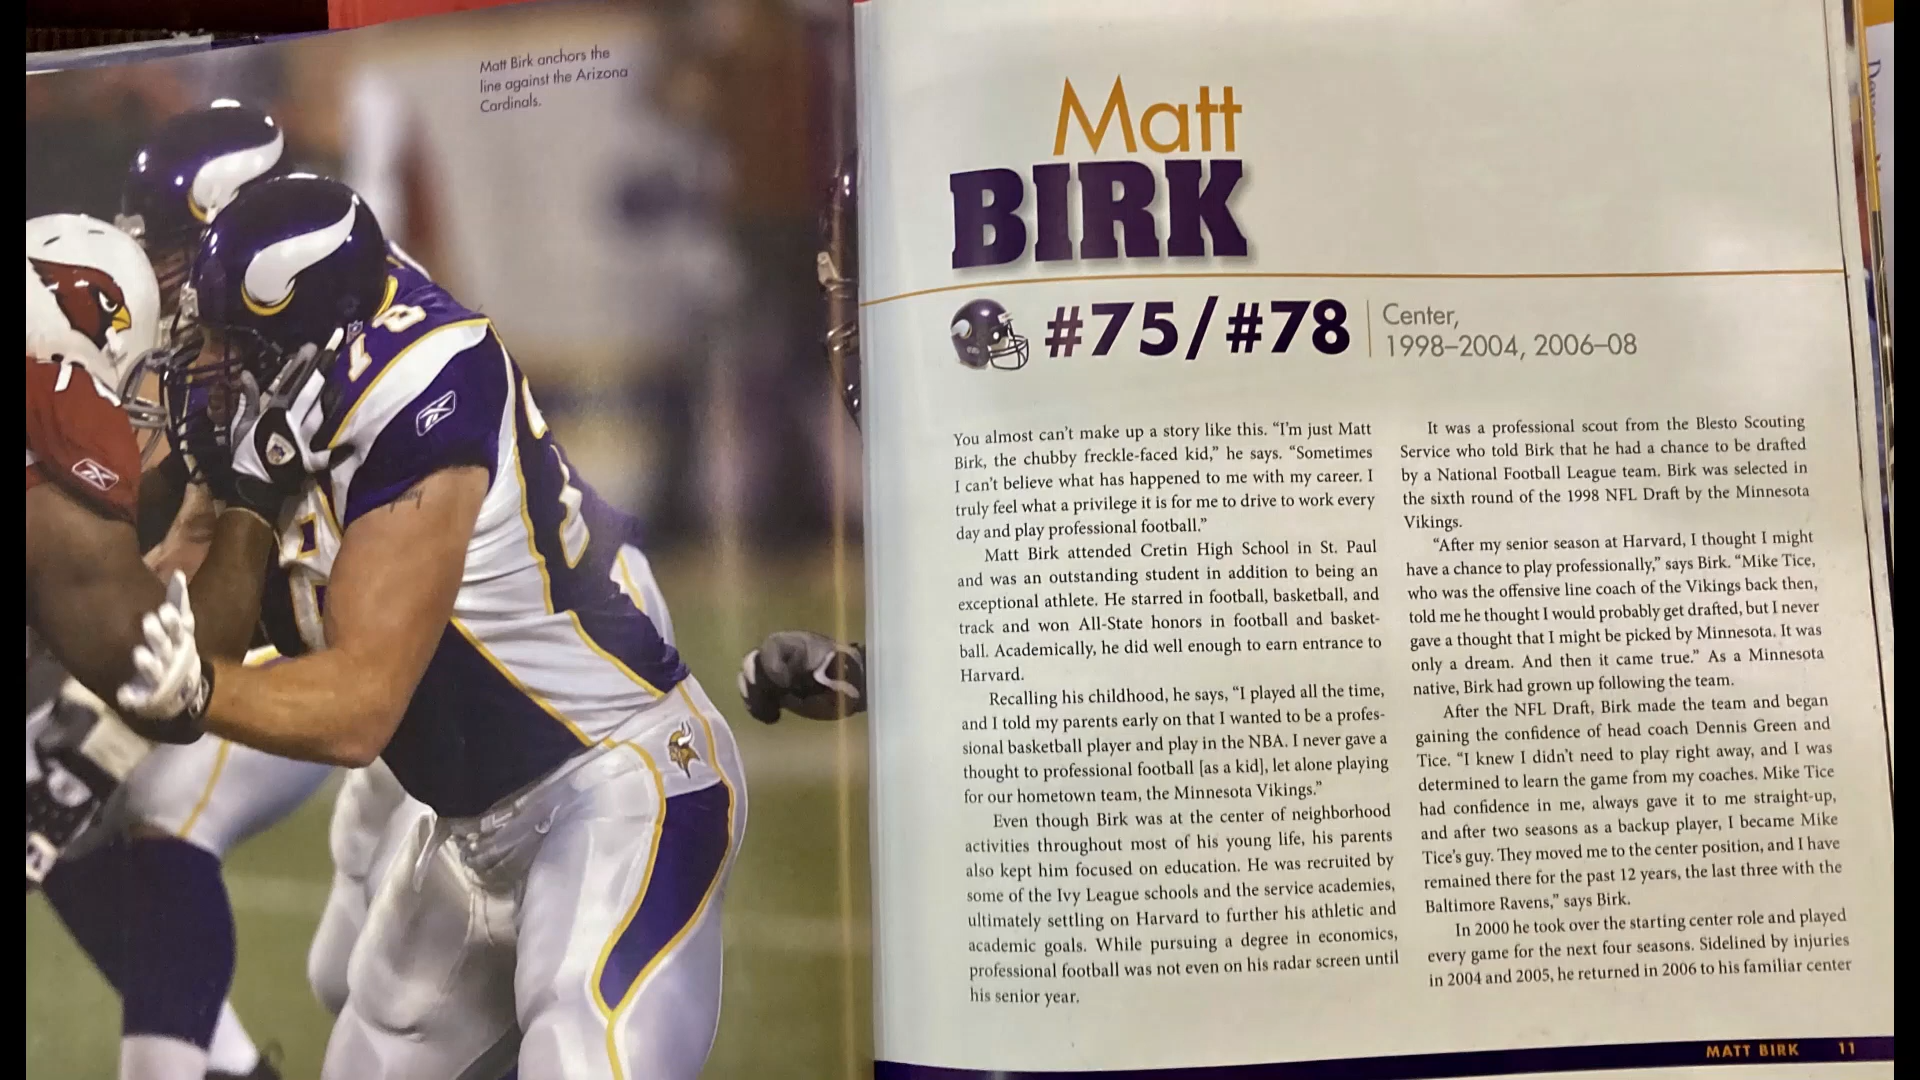 Matt Birk anchors the
line against the Arizona
Cardinals.
Matt
BIRK
#75/#78
Center,
1998–2004, 2006–08
You almost can't make up a story like this. “I'm just Matt
Birk, the chubby freckle-faced kid,” he says. “Sometimes
I can't believe what has happened to me with my career. I
truly feel what a privilege it is for me to drive to work every
day and play professional football.”
Matt Birk attended Cretin High School in St. Paul
and was an outstanding student in addition to being an
exceptional athlete. He starred in football, basketball, and
track and won All-State honors in football and basket-
ball. Academically, he did well enough to earn entrance to
Harvard.
Recalling his childhood, he says, “I played all the time,
and I told my parents early on that I wanted to be a profes-
sional basketball player and play in the NBA. I never gave a
thought to professional football [as a kid], let alone playing
for our hometown team, the Minnesota Vikings.”
Even though Birk was at the center of neighborhood
activities throughout most of his young life, his parents
also kept him focused on education. He was recruited by
some of the Ivy League schools and the service academies,
ultimately settling on Harvard to further his athletic and
academic goals. While pursuing a degree in economics,
professional football was not even on his radar screen until
his senior year.
It was a professional scout from the Blesto Scouting
Service who told Birk that he had a chance to be drafted
by a National Football League team. Birk was selected in
the sixth round of the 1998 NFL Draft by the Minnesota
Vikings.
“After my senior season at Harvard, I thought I might
have a chance to play professionally,” says Birk. “Mike Tice,
who was the offensive line coach of the Vikings back then,
told me he thought I would probably get drafted, but I never
gave a thought that I might be picked by Minnesota. It was
only a dream. And then it came true.” As a Minnesota
native, Birk had grown up following the team.
After the NFL Draft, Birk made the team and began
gaining the confidence of head coach Dennis Green and
Tice. “I knew I didn't need to play right away, and I was
determined to learn the game from my coaches. Mike Tice
had confidence in me, always gave it to me straight-up,
and after two seasons as a backup player, I became Mike
Tice's guy. They moved me to the center position, and I have
remained there for the past 12 years, the last three with the
Baltimore Ravens,” says Birk.
In 2000 he took over the starting center role and played
every game for the next four seasons. Sidelined by injuries
in 2004 and 2005, he returned in 2006 to his familiar center
MATT BIRK 11